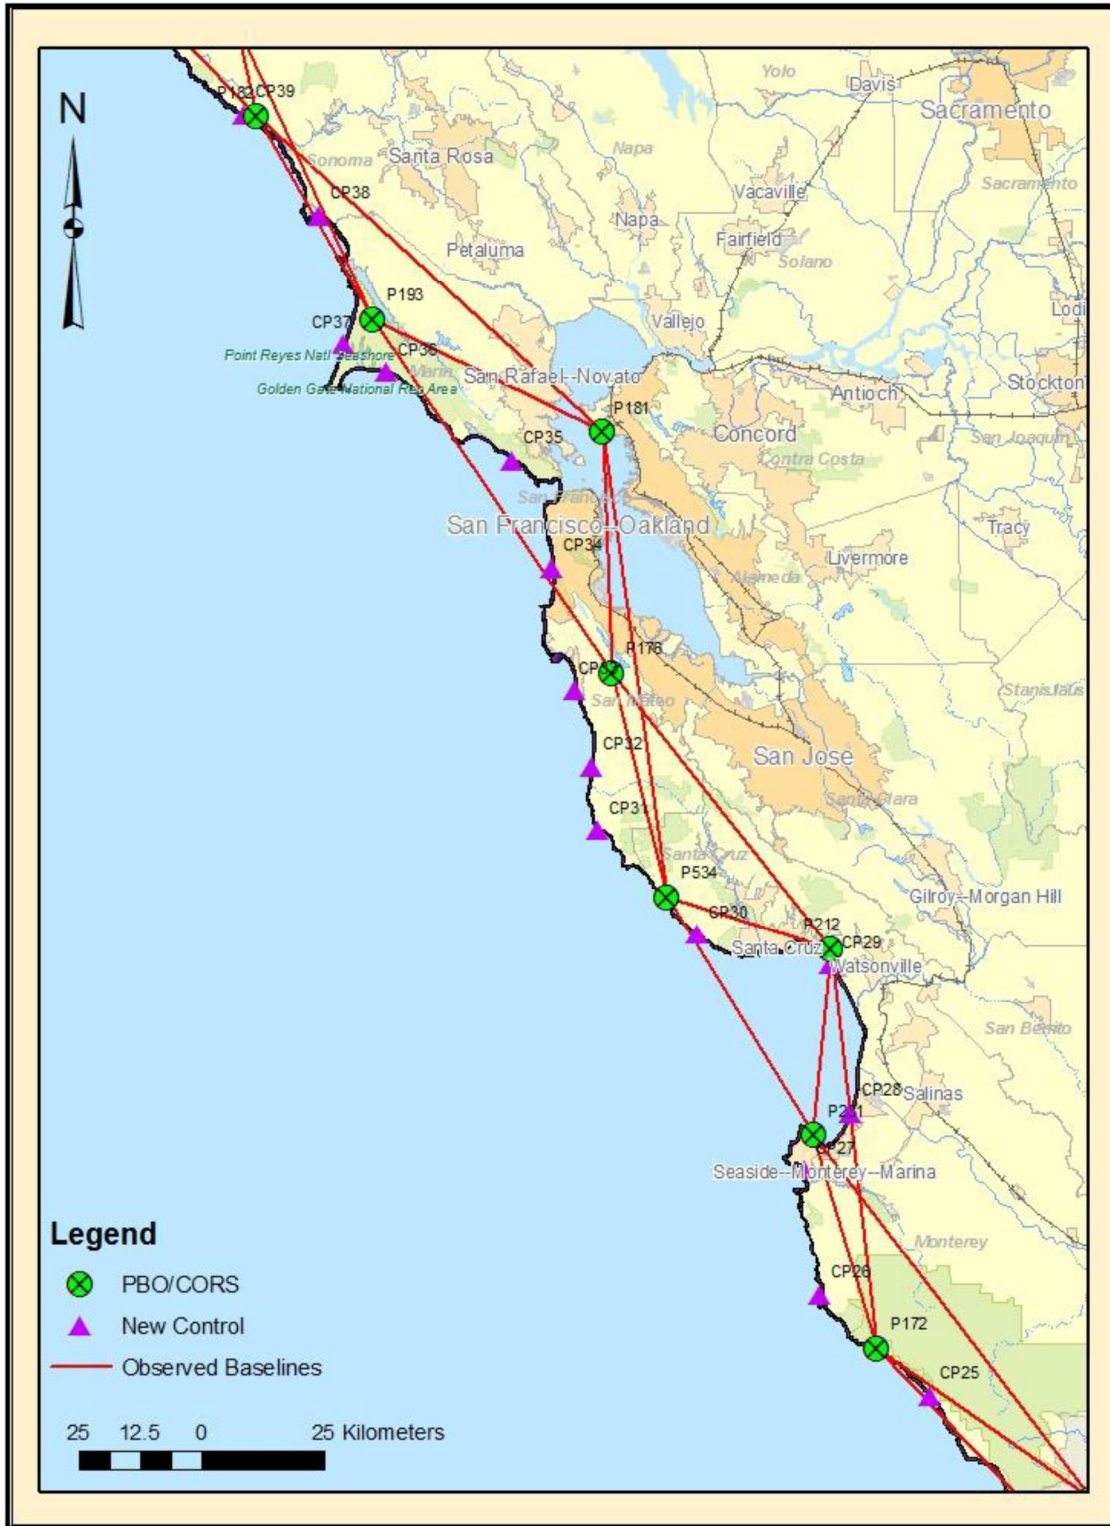 Yolo
Davis
Sacramento
N
CP39
Sonoma
Santa Rosa
Napa
Sacramento
CP38
Vacaville
Napa
Fairfield
Petaluma
Solano
P193
Lodi
CP37
Vallejo
Point Reyes Natl Seashore
CP36
Marin
San Rafael--Novato
Stockton
Golden Gate National Rec Area
Antioch
P181
Concord
San Joaquin
CP35
Contra Costa
San Francisco
San Francisco--Oakland
Tracy
CP34
Livermore
Alameda
P176
San Mateo
Stanislaus
CP32
San Jose
Santa Clara
CP31
Santa Cruz
P534
Gilroy--Morgan Hill
CP30
P212
Santa Cruz
CP29
Watsonville
San Benito
CP28
Salinas
P231
CP27
Seaside--Monterey--Marina
Legend
Monterey
CP26
PBO/CORS
New Control
P172
Observed Baselines
CP25
25 12.5 0 25 Kilometers